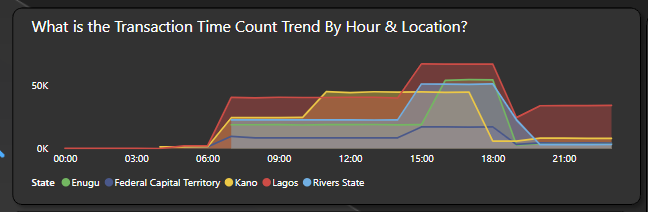 What is the Transaction Time Count Trend By Hour & Location?
50K
0K
00:00 03:00 06:00 09:00 12:00 15:00 18:00 21:00
State Enugu Federal Capital Territory Kano Lagos Rivers State